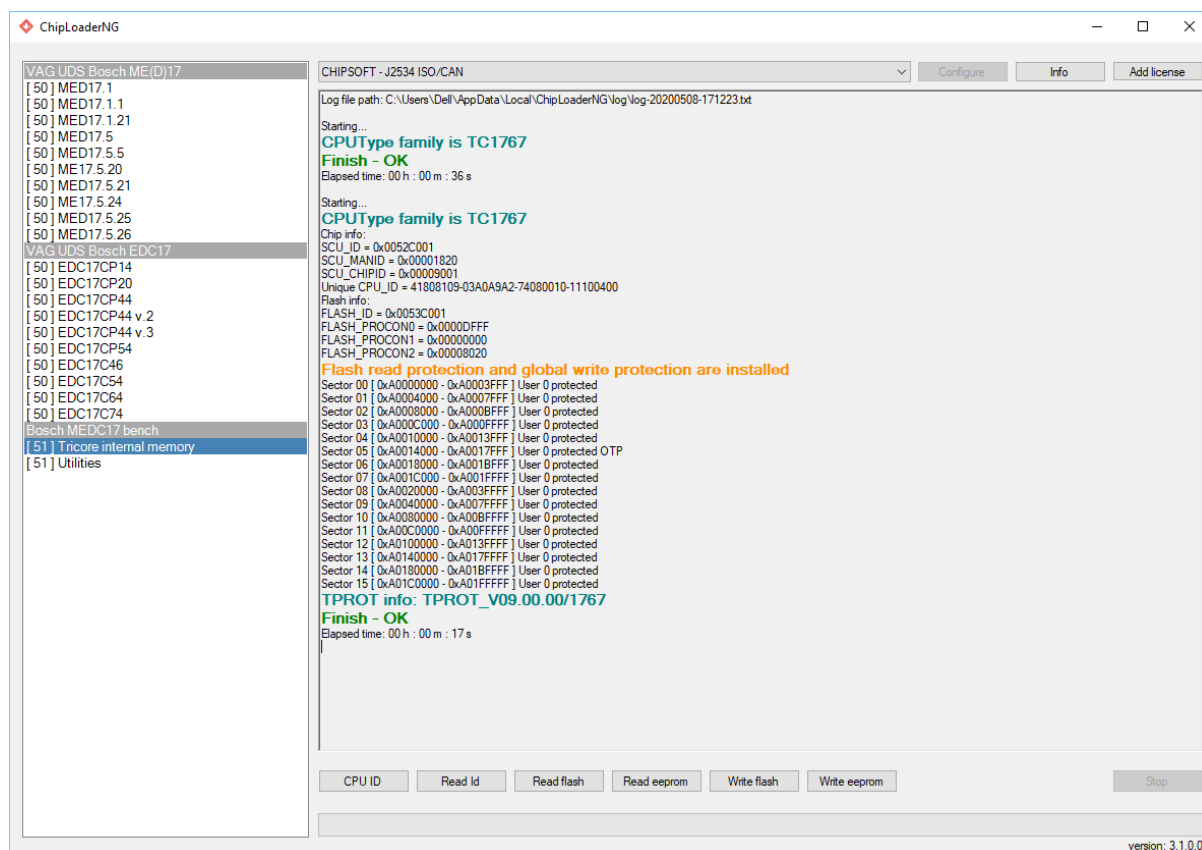 ChipLoaderNG
VAG UDS Bosch ME(D)17
[ 50 ] MED17.1
[ 50 ] MED17.1.1
[ 50 ] MED17.1.21
[ 50 ] MED17.5
[ 50 ] MED17.5.5
[ 50 ] ME17.5.20
[ 50 ] MED17.5.21
[ 50 ] ME17.5.24
[ 50 ] MED17.5.25
[ 50 ] MED17.5.26
VAG UDS Bosch EDC17
[ 50 ] EDC17CP14
[ 50 ] EDC17CP20
[ 50 ] EDC17CP44
[ 50 ] EDC17CP44 v.2
[ 50 ] EDC17CP44 v.3
[ 50 ] EDC17CP54
[ 50 ] EDC17C46
[ 50 ] EDC17C54
[ 50 ] EDC17C64
[ 50 ] EDC17C74
Bosch MEDC17 bench
[ 51 ] Tricore internal memory
[ 51 ] Utilities
CHIPSOFT - J2534 ISO/CAN
Configure
Info
Add license
Log file path: C:\Users\Dell\AppData\Local\ChipLoaderNG\log\log-20200508-171223.txt
Starting...
CPUType family is TC1767
Finish - OK
Elapsed time: 00 h : 00 m : 36 s
Starting...
CPUType family is TC1767
Chip info:
SCU_ID = 0x0052C001
SCU_MANID = 0x00001820
SCU_CHIPID = 0x00009001
Unique CPU_ID = 41808109-03A0A9A2-74080010-11100400
Flash info:
FLASH_ID = 0x0053C001
FLASH_PROCON0 = 0x0000DFFF
FLASH_PROCON1 = 0x00000000
FLASH_PROCON2 = 0x00008020
Flash read protection and global write protection are installed
Sector 00 [ 0xA0000000 - 0xA0003FFF ] User 0 protected
Sector 01 [ 0xA0004000 - 0xA0007FFF ] User 0 protected
Sector 02 [ 0xA0008000 - 0xA000BFFF ] User 0 protected
Sector 03 [ 0xA000C000 - 0xA000FFFF ] User 0 protected
Sector 04 [ 0xA0010000 - 0xA0013FFF ] User 0 protected
Sector 05 [ 0xA0014000 - 0xA0017FFF ] User 0 protected OTP
Sector 06 [ 0xA0018000 - 0xA001BFFF ] User 0 protected
Sector 07 [ 0xA001C000 - 0xA001FFFF ] User 0 protected
Sector 08 [ 0xA0020000 - 0xA003FFFF ] User 0 protected
Sector 09 [ 0xA0040000 - 0xA007FFFF ] User 0 protected
Sector 10 [ 0xA0080000 - 0xA00BFFFF ] User 0 protected
Sector 11 [ 0xA00C0000 - 0xA00FFFFF ] User 0 protected
Sector 12 [ 0xA0100000 - 0xA013FFFF ] User 0 protected
Sector 13 [ 0xA0140000 - 0xA017FFFF ] User 0 protected
Sector 14 [ 0xA0180000 - 0xA01BFFFF ] User 0 protected
Sector 15 [ 0xA01C0000 - 0xA01FFFFF ] User 0 protected
TPROT info: TPROT_V09.00.00/1767
Finish - OK
Elapsed time: 00 h : 00 m : 17 s
CPU ID
Read Id
Read flash
Read eeprom
Write flash
Write eeprom
Stop
version: 3.1.0.0